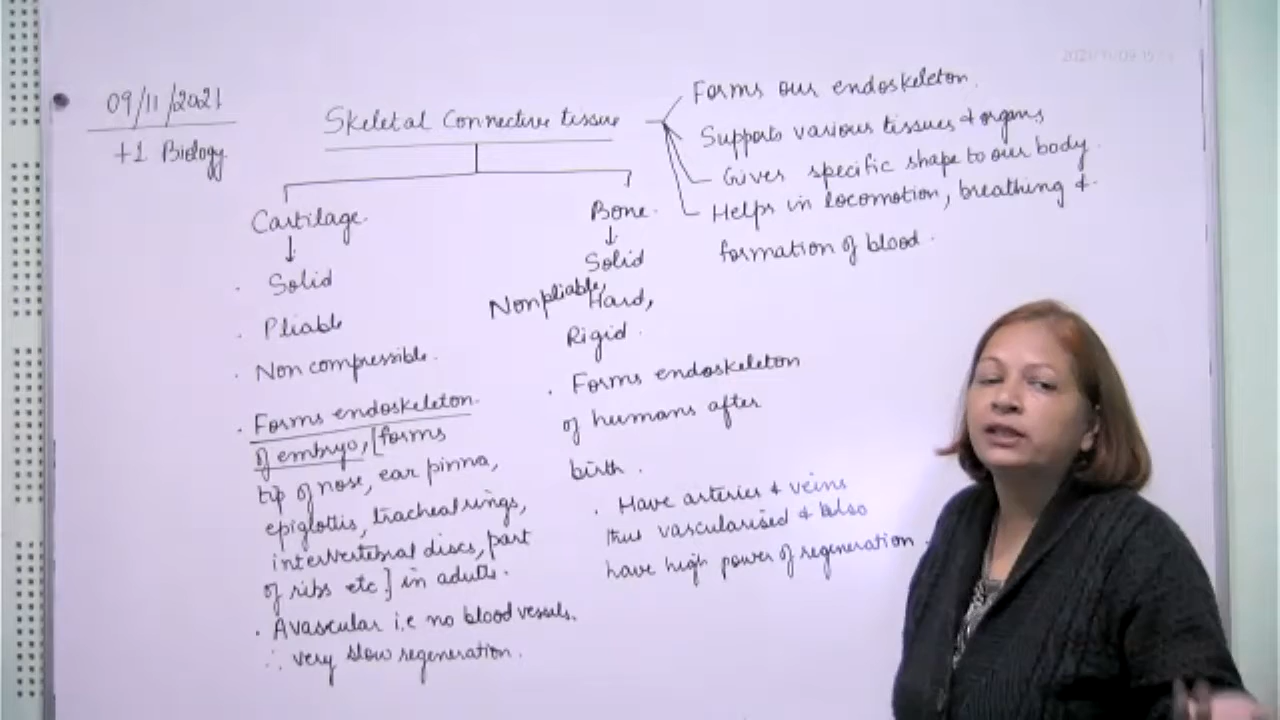 09/11/2021
+1 Biology
Skeletal Connective tissue
Forms our endoskeleton.
Supports various tissues & organs
Gives specific shape to our body.
Helps in locomotion, breathing &
formation of blood.
Cartilage.
. Solid
. Pliable
. Non compressible.
. Forms endoskeleton.
of embryo, [forms
tip of nose, ear pinna,
epiglottis, tracheal rings,
intervertebral discs, part
of ribs etc.] in adults.
. Avascular i.e no blood vessels.
∴ very slow regeneration.
Bone.
Solid
Nonpliable, Hard,
Rigid.
. Forms endoskeleton
of humans after
birth.
. Have arteries & veins
thus vascularised & also
have high power of regeneration.